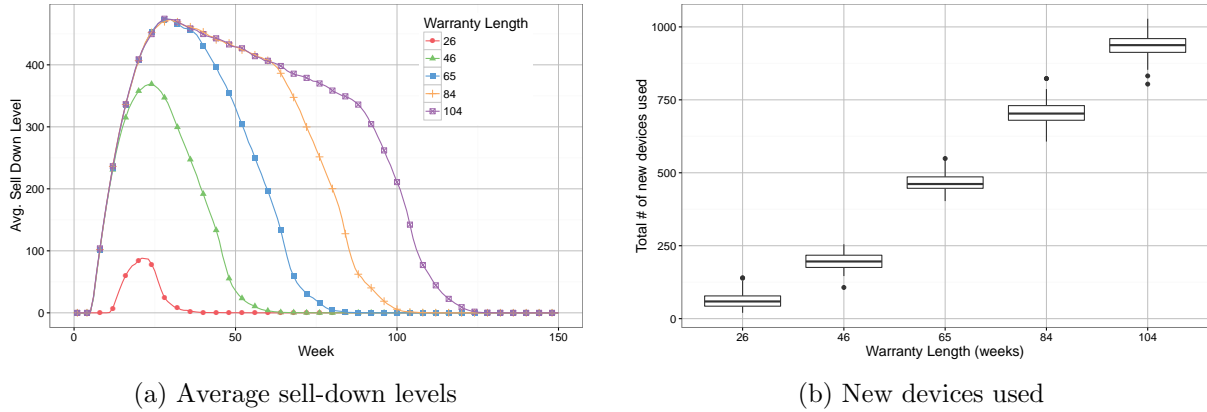 Warranty Length
26
46
65
84
104
400
300
200
100
0
Avg. Sell Down Level
0 50 100 150
Week
(a) Average sell-down levels
1000
750
500
250
0
Total # of new devices used
26 46 65 84 104
Warranty Length (weeks)
(b) New devices used